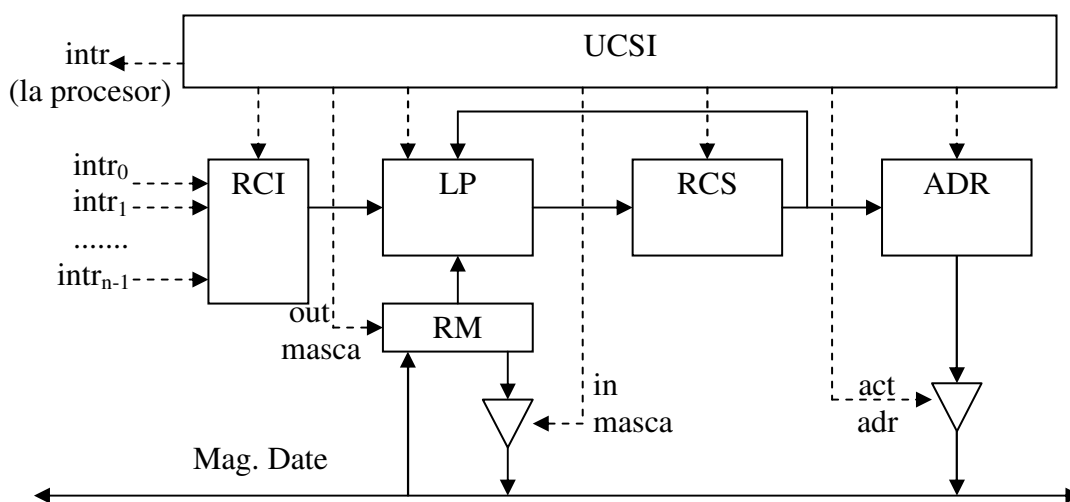 UCSI
intr
(la procesor)
intr0
intr1
.......
intrn-1
RCI
LP
RCS
ADR
out
masca
RM
in
masca
act
adr
Mag. Date